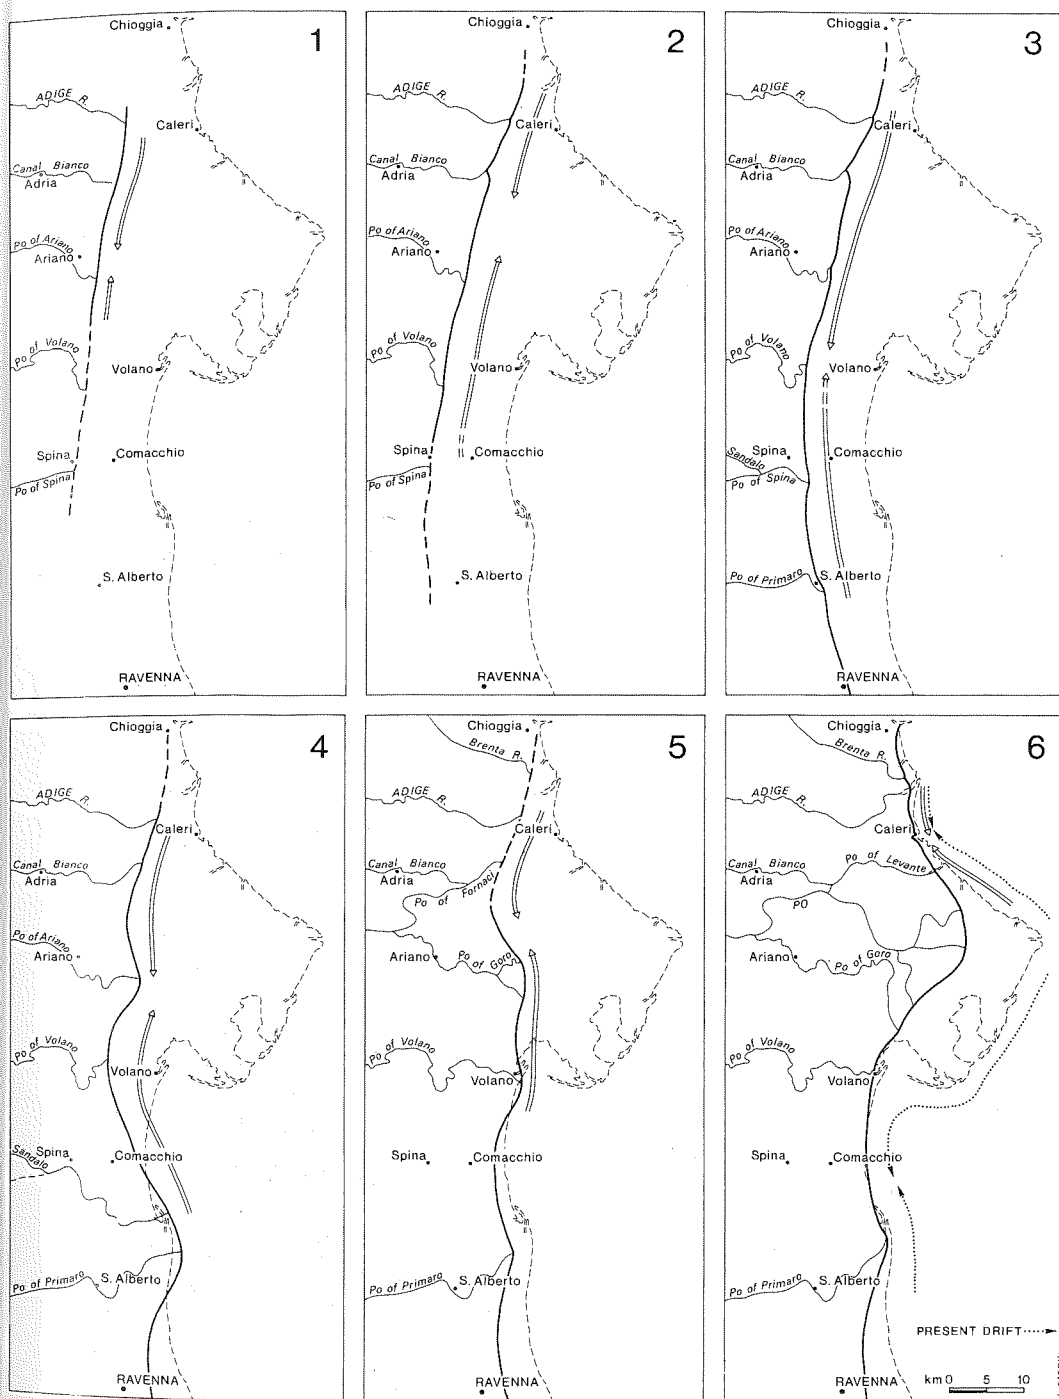 Chioggia
1
ADIGE R.
Caleri
Canal Bianco
Adria
Po of Ariano
Ariano
Po of Volano
Volano
Spina
Comacchio
Po of Spina
S. Alberto
RAVENNA
Chioggia
2
ADIGE R.
Caleri
Canal Bianco
Adria
Po of Ariano
Ariano
Po of Volano
Volano
Spina
Comacchio
Po of Spina
S. Alberto
RAVENNA
Chioggia
3
ADIGE R.
Caleri
Canal Bianco
Adria
Po of Ariano
Ariano
Po of Volano
Volano
Spina
Sandalo
Comacchio
Po of Spina
Po of Primaro
S. Alberto
RAVENNA
Chioggia
4
ADIGE R.
Caleri
Canal Bianco
Adria
Po of Ariano
Ariano
Po of Volano
Volano
Sandalo
Spina
Comacchio
Po of Primaro
S. Alberto
RAVENNA
Chioggia
5
Brenta R.
ADIGE R.
Caleri
Canal Bianco
Adria
Po of Fornaci
Ariano
Po of Goro
Po of Volano
Volano
Spina
Comacchio
Po of Primaro
S. Alberto
RAVENNA
Chioggia
6
Brenta R.
ADIGE R.
Caleri
Canal Bianco
Adria
Po of Levante
PO
Ariano
Po of Goro
Po of Volano
Volano
Spina
Comacchio
Po of Primaro
S. Alberto
PRESENT DRIFT
RAVENNA
km 0 5 10